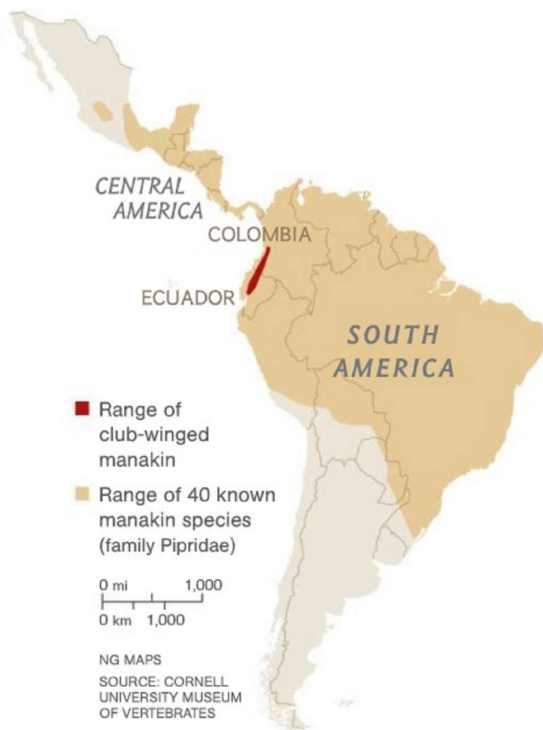 CENTRAL
AMERICA
COLOMBIA
ECUADOR
SOUTH
AMERICA
Range of
club-winged
manakin
Range of 40 known
manakin species
(family Pipridae)
0 mi 1,000
0 km 1,000
NG MAPS
SOURCE: CORNELL
UNIVERSITY MUSEUM
OF VERTEBRATES